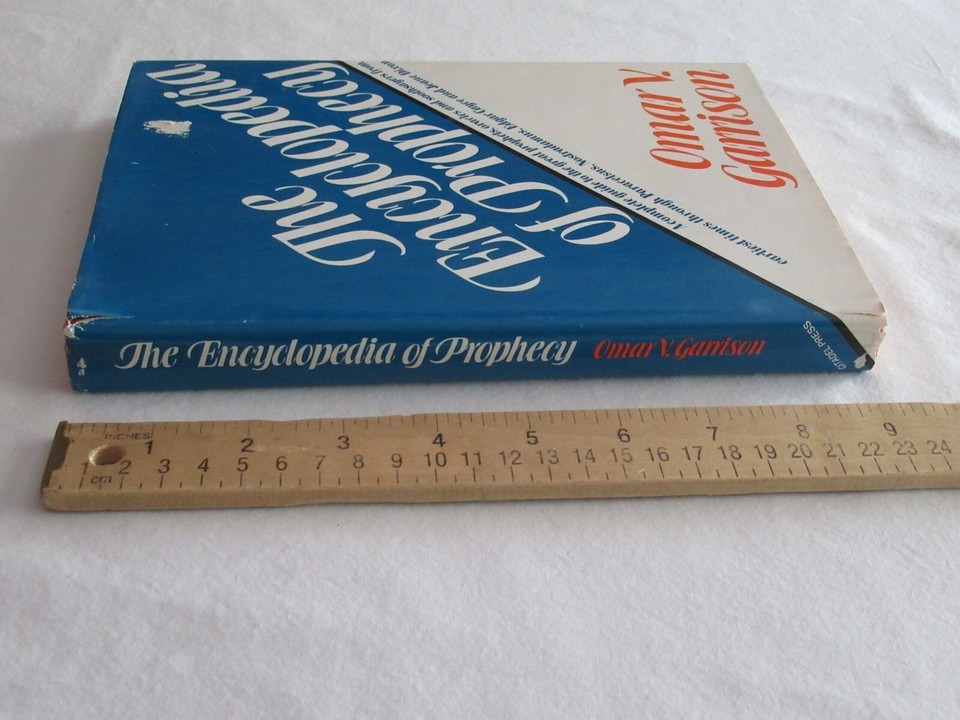 The
Encyclopedia
of Prophecy
A complete guide to the great prophets, oracles and soothsayers from
earliest times through Paracelsus, Nostradamus, Edgar Cayce and Jeane Dixon
Omar V.
Garrison
The Encyclopedia of Prophecy Omar V. Garrison CITADEL PRESS
INCHES 1 2 3 4 5 6 7 8 9
1 2 3 4 5 6 7 8 9 10 11 12 13 14 15 16 17 18 19 20 21 22 23 24
cm